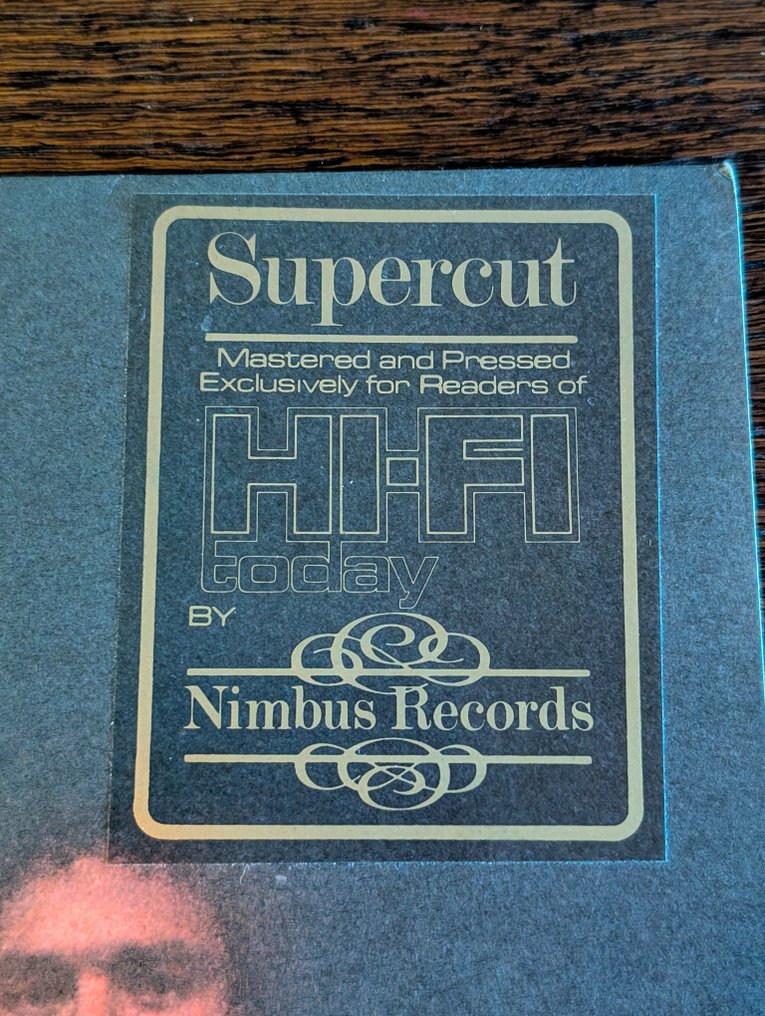 Supercut
Mastered and Pressed
Exclusively for Readers of
HI-FI
today
BY
Nimbus Records